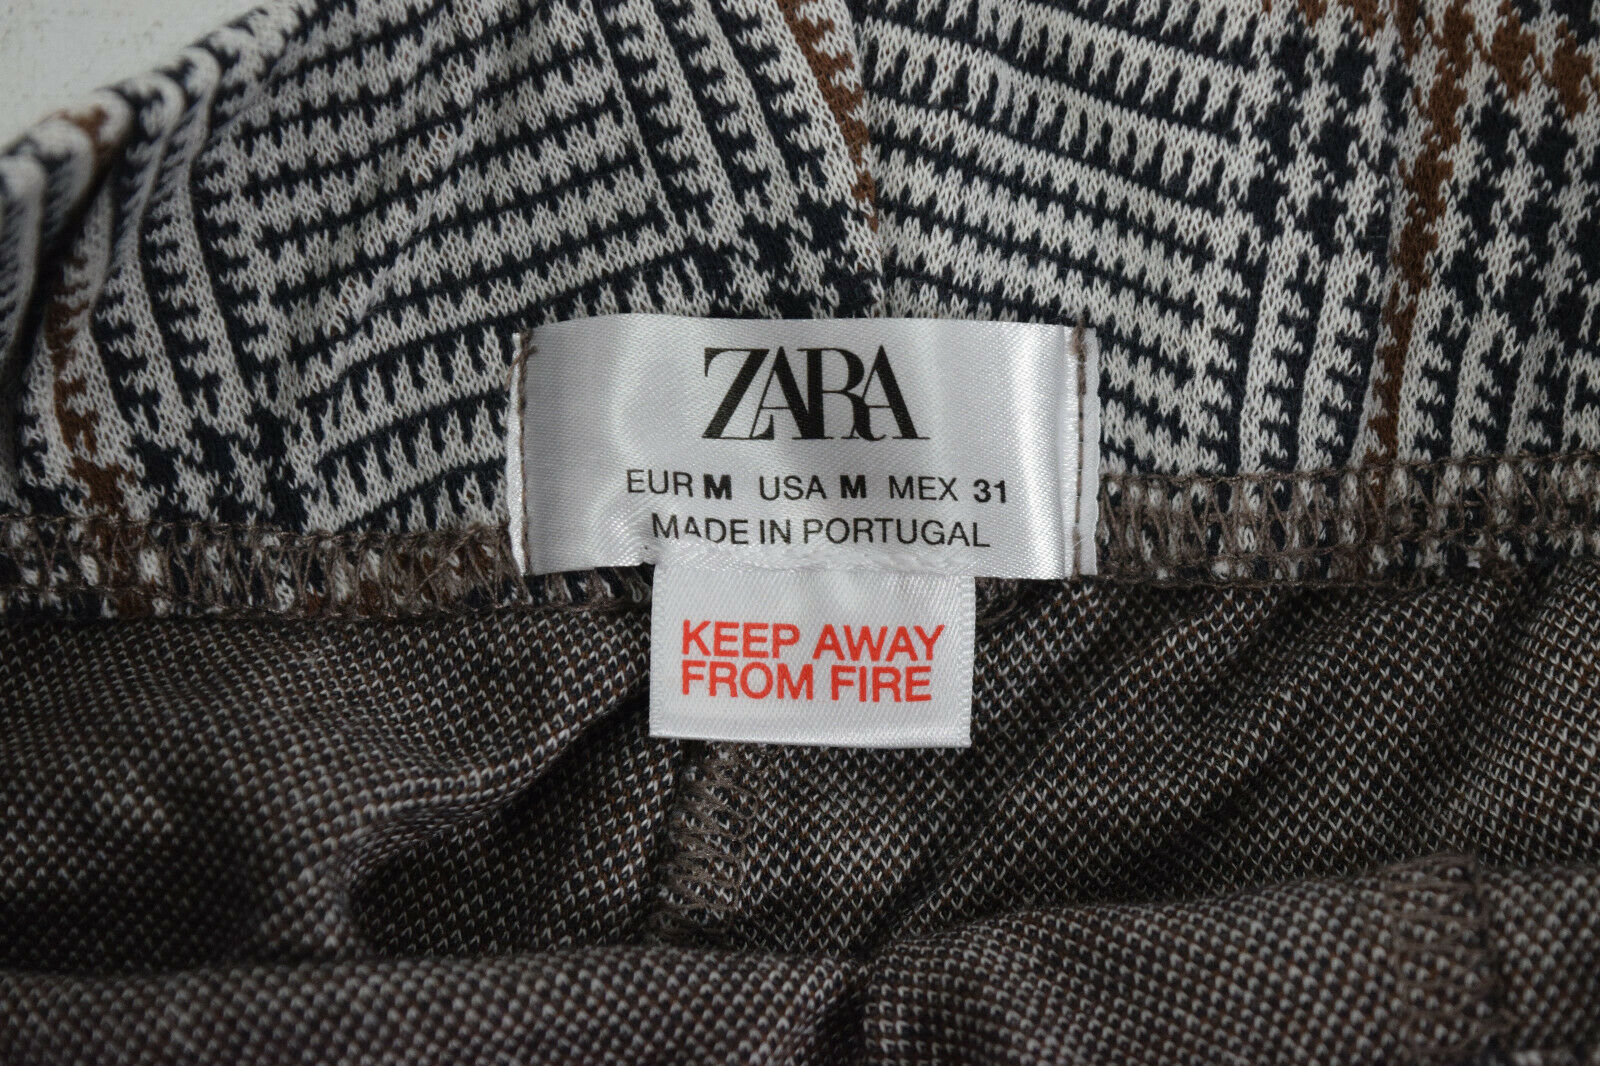 ZARA
EUR M USA M MEX 31
MADE IN PORTUGAL
KEEP AWAY
FROM FIRE